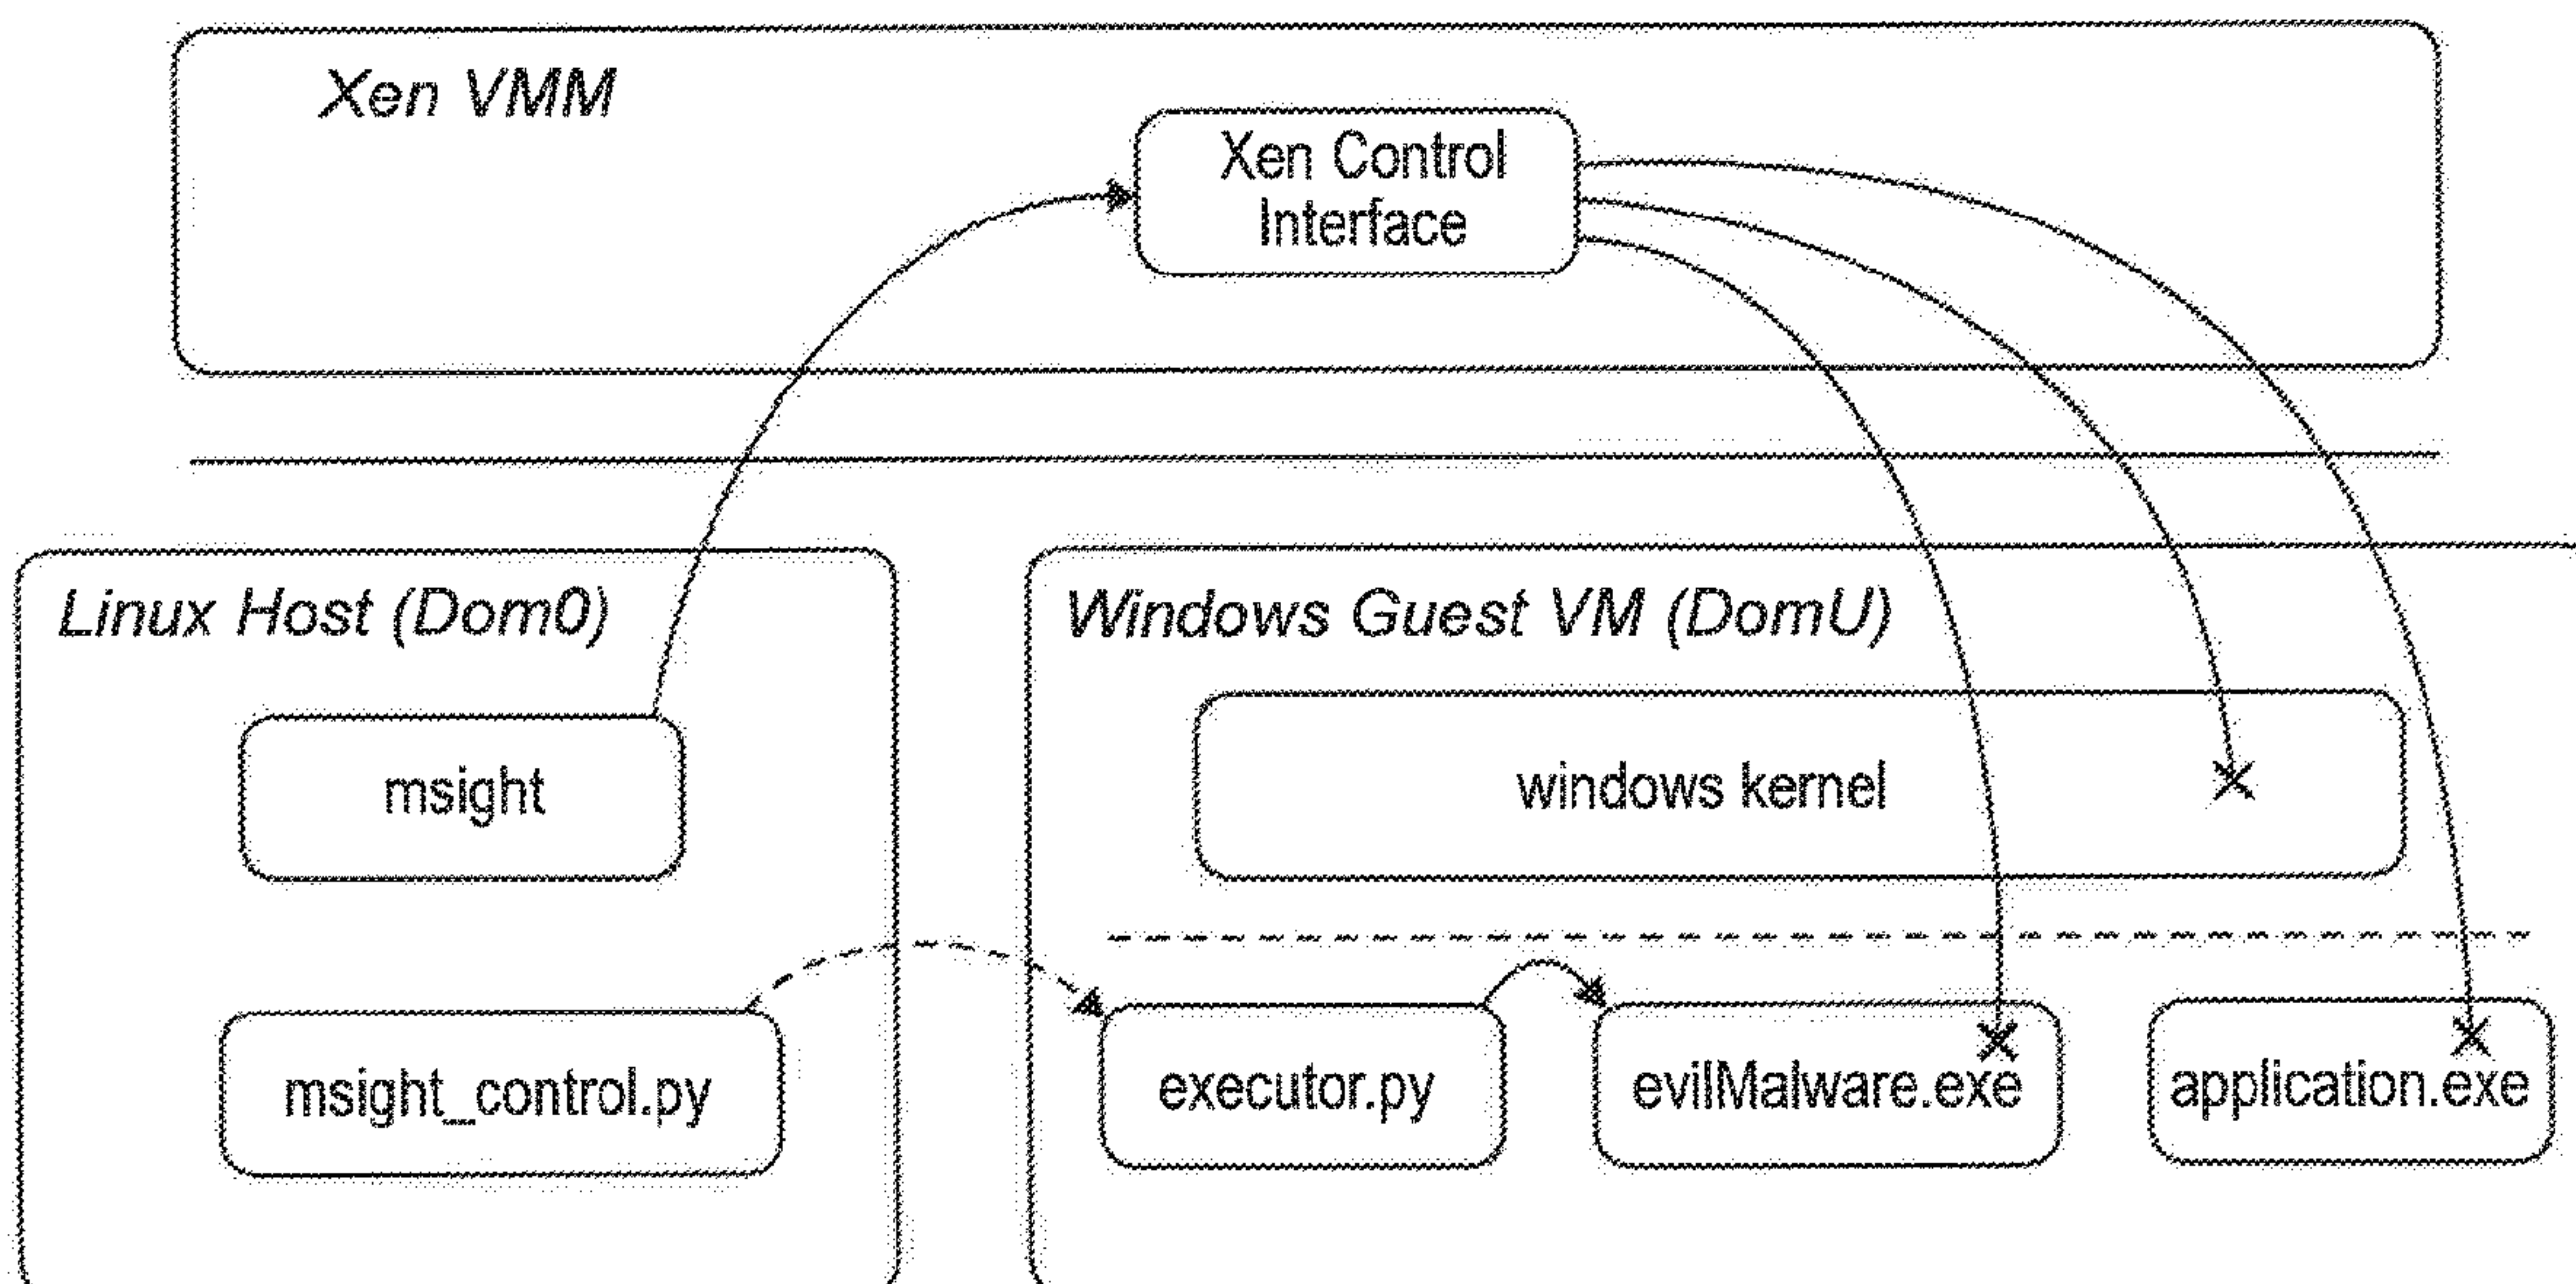 Xen VMM
Xen Control
Interface
Linux Host (Dom0)
Windows Guest VM (DomU)
msight
windows kernel
msight_control.py
executor.py
evilMalware.exe
application.exe